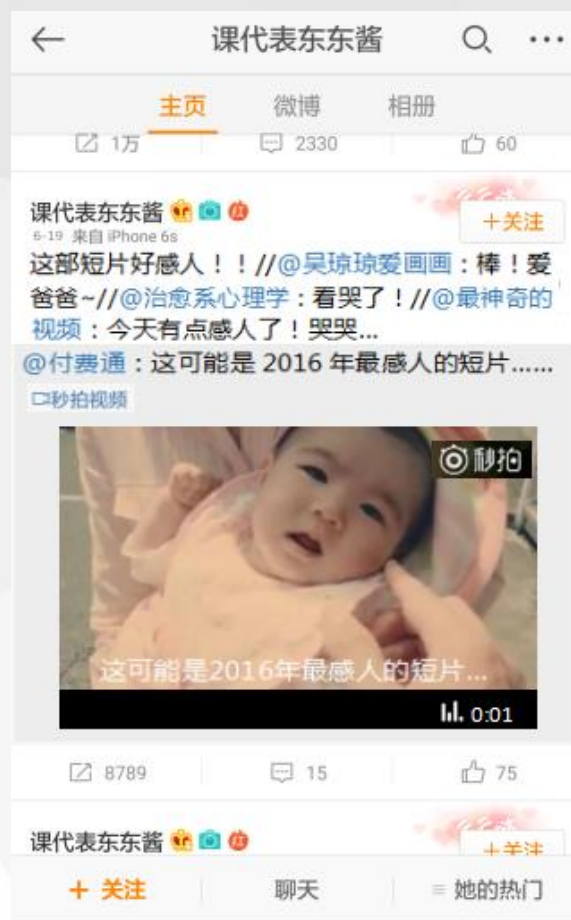 课代表东东酱
主页 微博 相册
1万 2330 60
课代表东东酱
+关注
6-19 来自 iPhone 6s
这部短片好感人！！//@吴琼琼爱画画：棒！爱
爸爸~//@治愈系心理学：看哭了！//@最神奇的
视频：今天有点感人了！哭哭...
@付费通：这可能是 2016 年最感人的短片......
秒拍视频
秒拍
这可能是2016年最感人的短片...
0:01
8789 15 75
课代表东东酱
+关注
+ 关注 聊天 她的热门